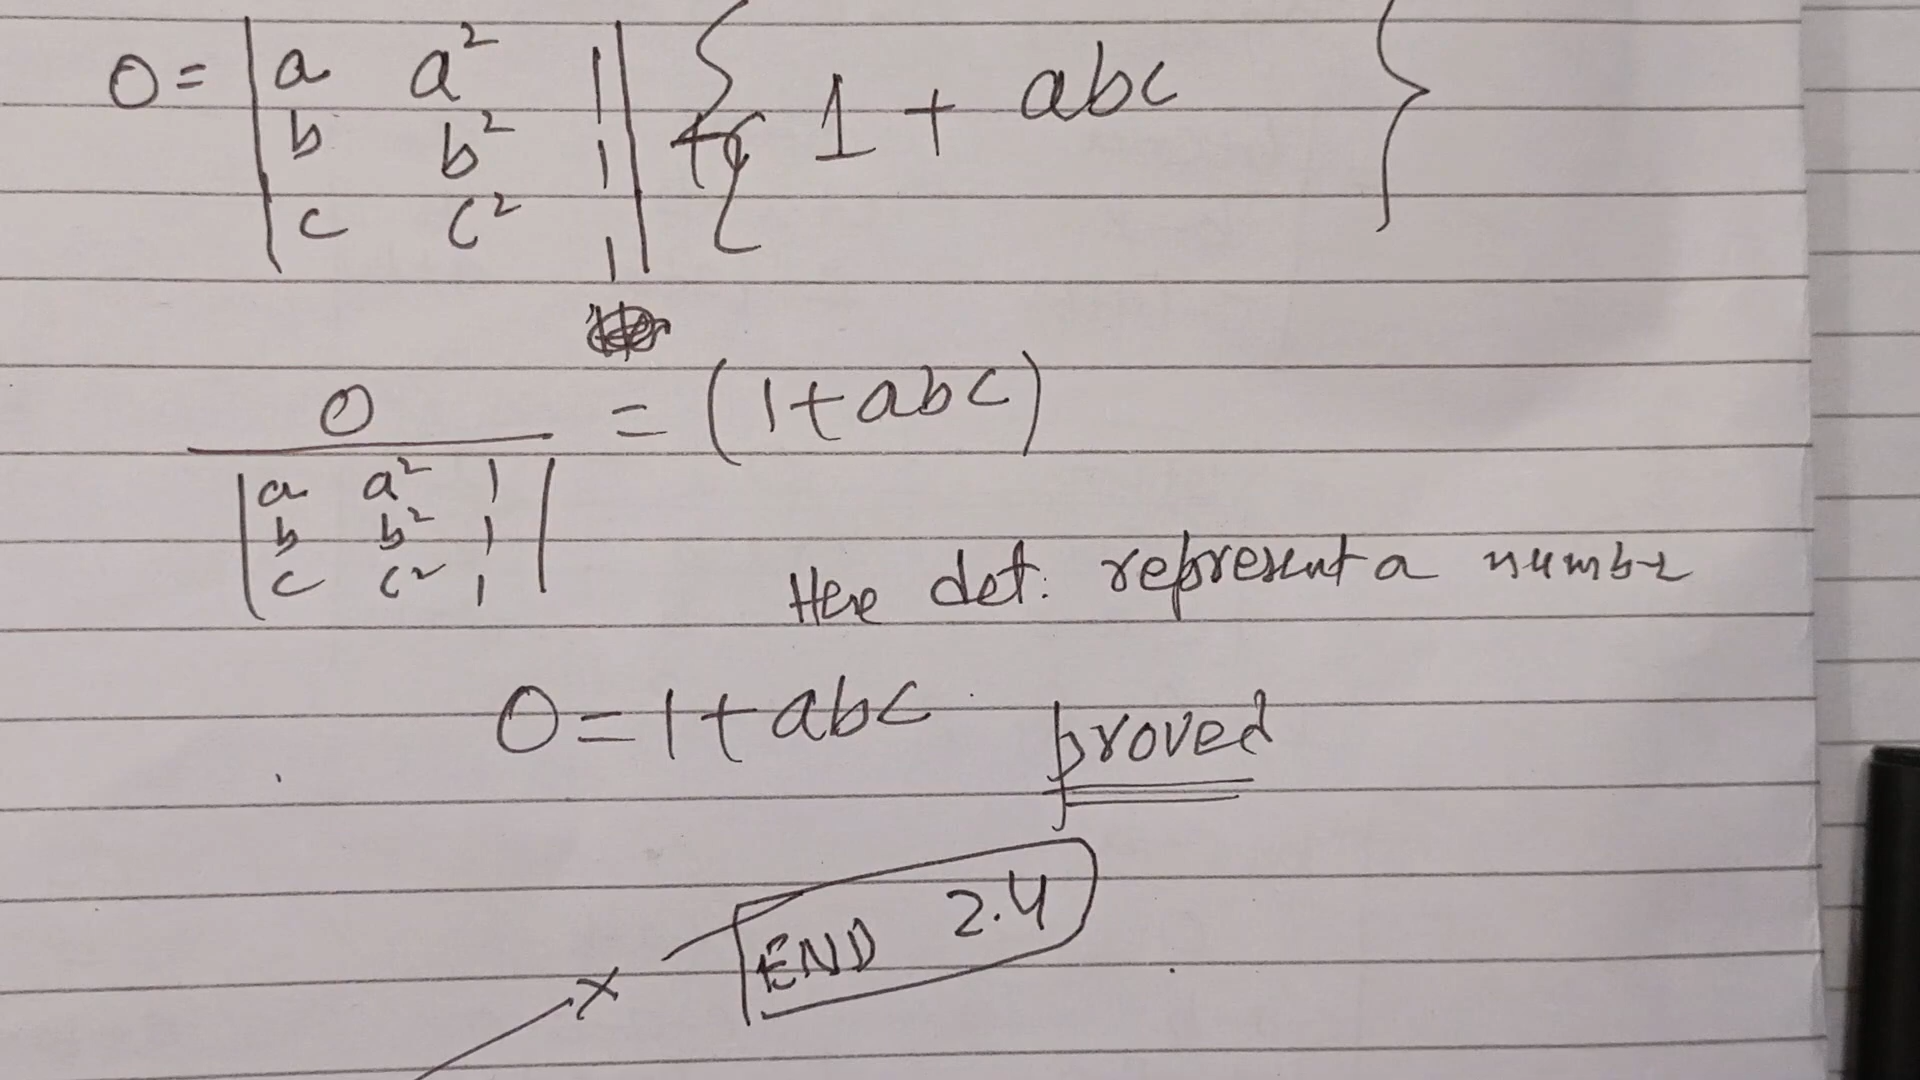 0 = | a a² 1 | { 1 + abc }
b b² 1
c c² 1
0 = (1 + abc)
| a a² 1 |
b b² 1
c c² 1
Here det. represent a number
0 = 1 + abc proved
END 2.4
x